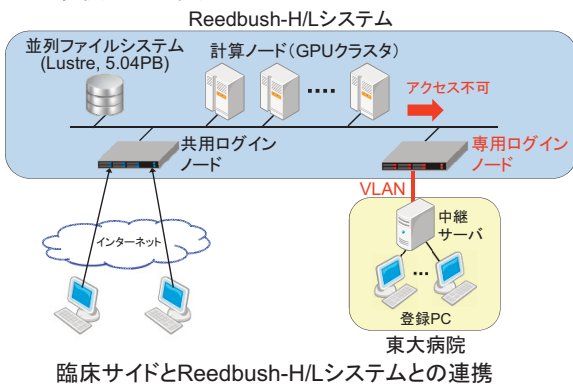 Reedbush-H/Lシステム
並列ファイルシステム
(Lustre, 5.04PB)
計算ノード(GPUクラスタ)
アクセス不可
共用ログイン
ノード
専用ログイン
ノード
VLAN
インターネット
中継
サーバ
登録PC
東大病院
臨床サイドとReedbush-H/Lシステムとの連携